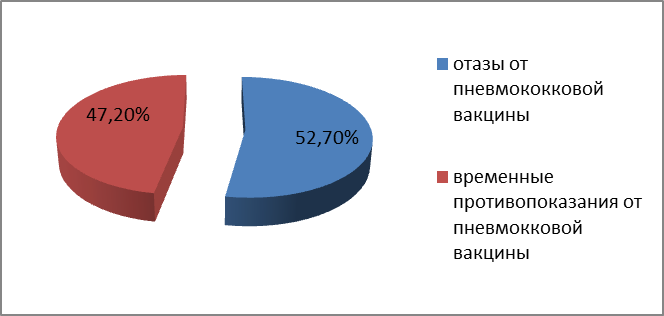 47,20%
52,70%
отазы от
пневмококковой
вакцины
временные
противопоказания от
пневмокковой
вакцины